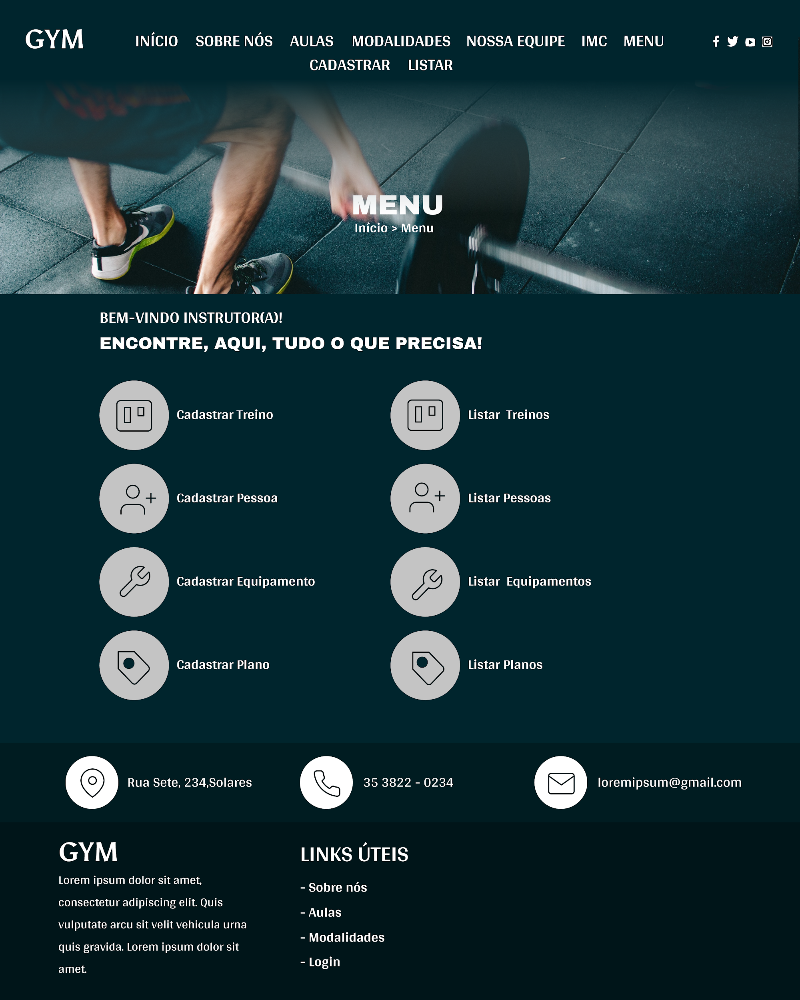 GYM
INÍCIO SOBRE NÓS AULAS MODALIDADES NOSSA EQUIPE IMC MENU
CADASTRAR LISTAR
MENU
Início > Menu
BEM-VINDO INSTRUTOR(A)!
ENCONTRE, AQUI, TUDO O QUE PRECISA!
Cadastrar Treino
Listar Treinos
Cadastrar Pessoa
Listar Pessoas
Cadastrar Equipamento
Listar Equipamentos
Cadastrar Plano
Listar Planos
Rua Sete, 234,Solares
35 3822 - 0234
loremipsum@gmail.com
GYM
Lorem ipsum dolor sit amet,
consectetur adipiscing elit. Quis
vulputate arcu sit velit vehicula urna
quis gravida. Lorem ipsum dolor sit
amet.
LINKS ÚTEIS
- Sobre nós
- Aulas
- Modalidades
- Login